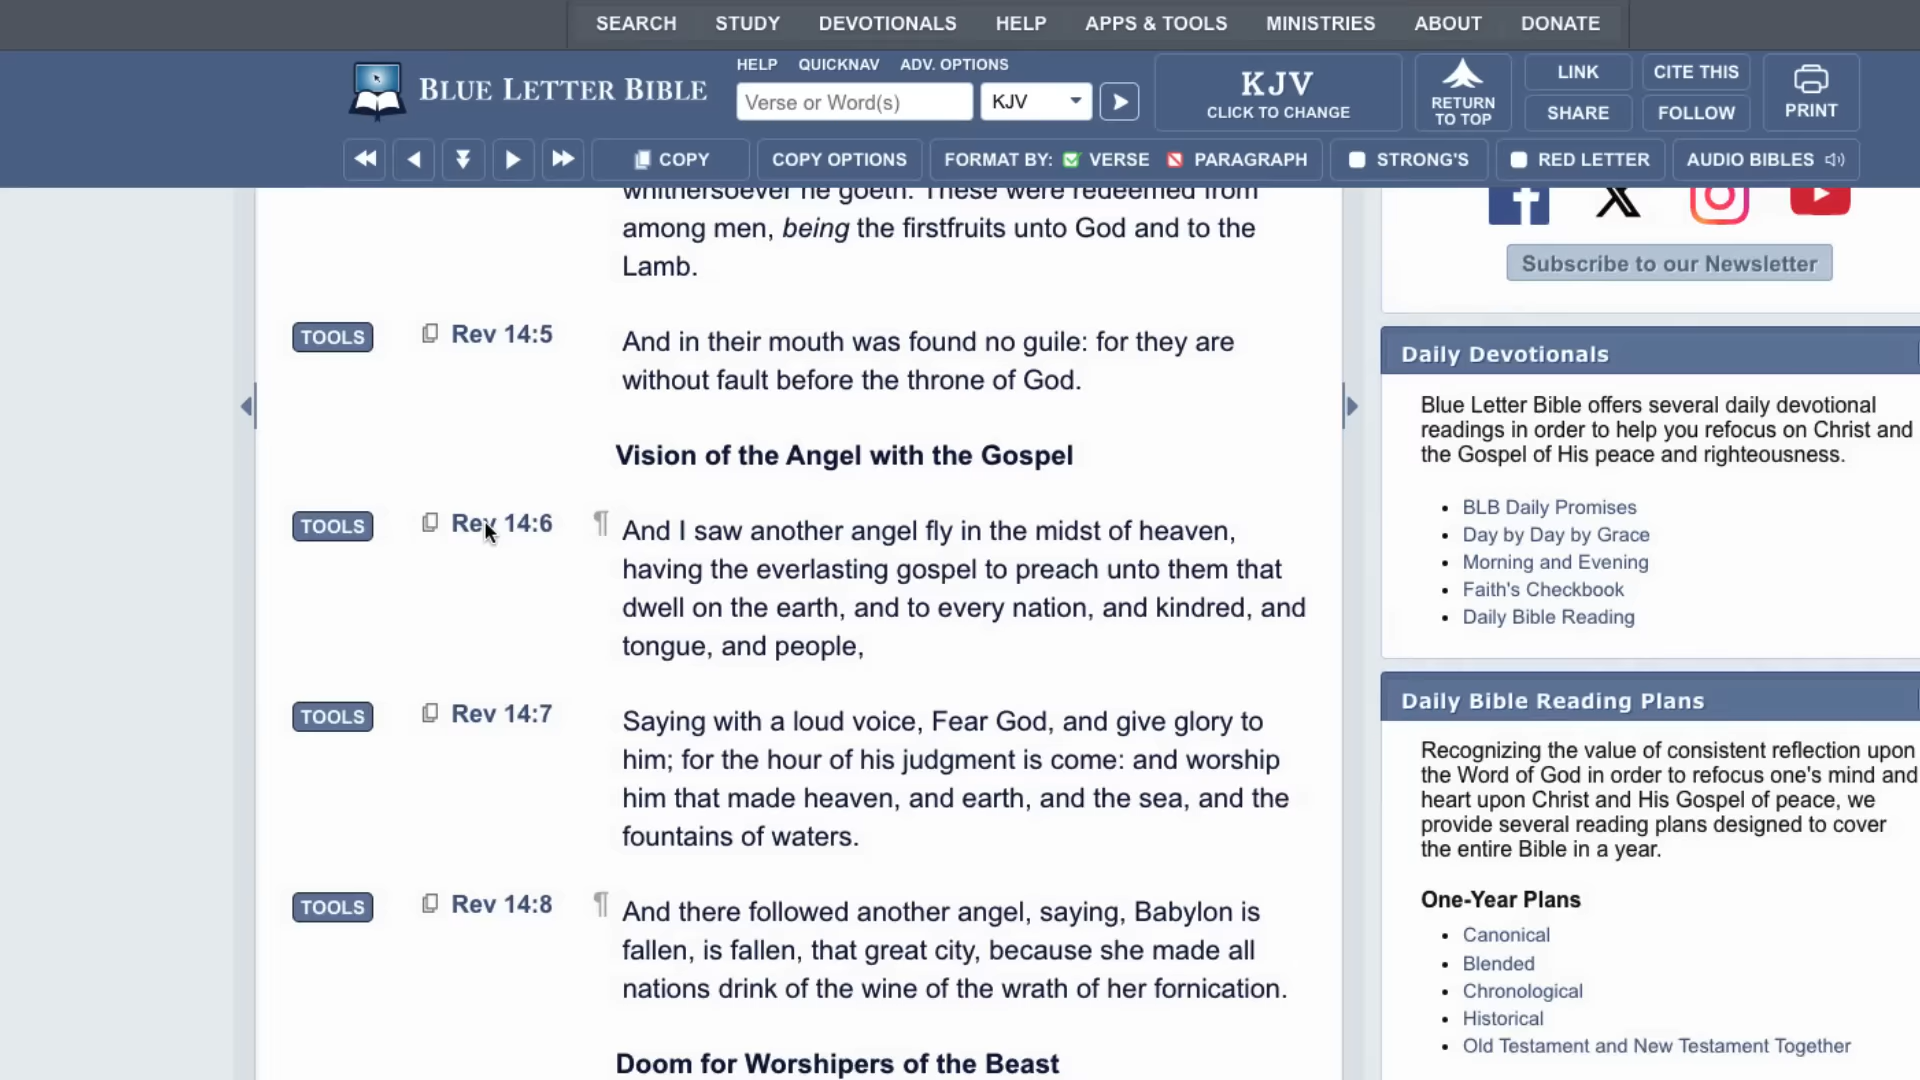 SEARCH STUDY DEVOTIONALS HELP APPS & TOOLS MINISTRIES ABOUT DONATE
BLUE LETTER BIBLE
HELP QUICKNAV ADV. OPTIONS
Verse or Word(s) KJV
KJV
CLICK TO CHANGE
RETURN
TO TOP
LINK
SHARE
CITE THIS
FOLLOW
PRINT
COPY COPY OPTIONS FORMAT BY: VERSE PARAGRAPH STRONG'S RED LETTER AUDIO BIBLES
whithersoever he goeth. These were redeemed from
among men, being the firstfruits unto God and to the
Lamb.
TOOLS Rev 14:5 And in their mouth was found no guile: for they are
without fault before the throne of God.
Vision of the Angel with the Gospel
TOOLS Rev 14:6 ¶ And I saw another angel fly in the midst of heaven,
having the everlasting gospel to preach unto them that
dwell on the earth, and to every nation, and kindred, and
tongue, and people,
TOOLS Rev 14:7 Saying with a loud voice, Fear God, and give glory to
him; for the hour of his judgment is come: and worship
him that made heaven, and earth, and the sea, and the
fountains of waters.
TOOLS Rev 14:8 ¶ And there followed another angel, saying, Babylon is
fallen, is fallen, that great city, because she made all
nations drink of the wine of the wrath of her fornication.
Doom for Worshipers of the Beast
Subscribe to our Newsletter
Daily Devotionals
Blue Letter Bible offers several daily devotional
readings in order to help you refocus on Christ and
the Gospel of His peace and righteousness.
• BLB Daily Promises
• Day by Day by Grace
• Morning and Evening
• Faith's Checkbook
• Daily Bible Reading
Daily Bible Reading Plans
Recognizing the value of consistent reflection upon
the Word of God in order to refocus one's mind and
heart upon Christ and His Gospel of peace, we
provide several reading plans designed to cover
the entire Bible in a year.
One-Year Plans
• Canonical
• Blended
• Chronological
• Historical
• Old Testament and New Testament Together